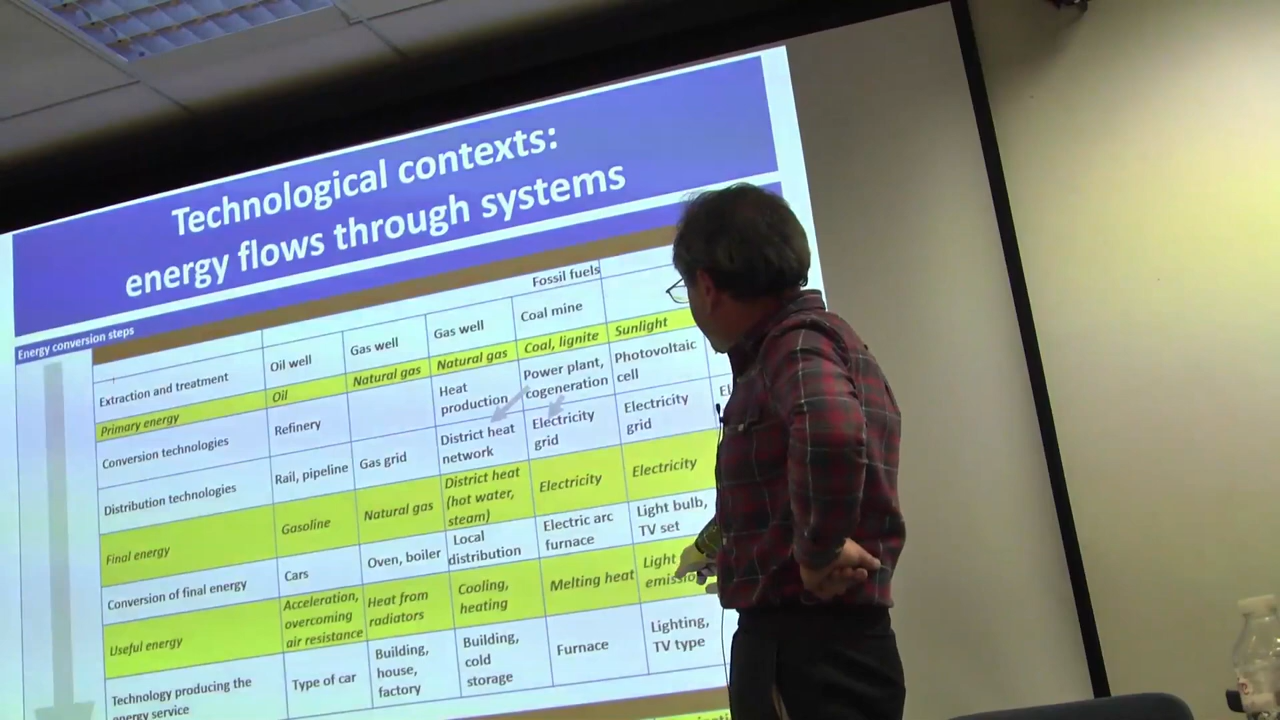 Technological contexts:
energy flows through systems
Energy conversion steps
Fossil fuels
Extraction and treatment
Oil well
Gas well
Gas well
Coal mine
Primary energy
Oil
Natural gas
Natural gas
Coal, lignite
Sunlight
Conversion technologies
Refinery
Heat
production
Power plant,
cogeneration
Photovoltaic
cell
Distribution technologies
Rail, pipeline
Gas grid
District heat
network
Electricity
grid
Electricity
grid
El
Final energy
Gasoline
Natural gas
District heat
(hot water,
steam)
Electricity
Electricity
Conversion of final energy
Cars
Oven, boiler
Local
distribution
Electric arc
furnace
Light bulb,
TV set
Useful energy
Acceleration,
overcoming
air resistance
Heat from
radiators
Cooling,
heating
Melting heat
Light
emissio
Technology producing the
energy service
Type of car
Building,
house,
factory
Building,
cold
storage
Furnace
Lighting,
TV type